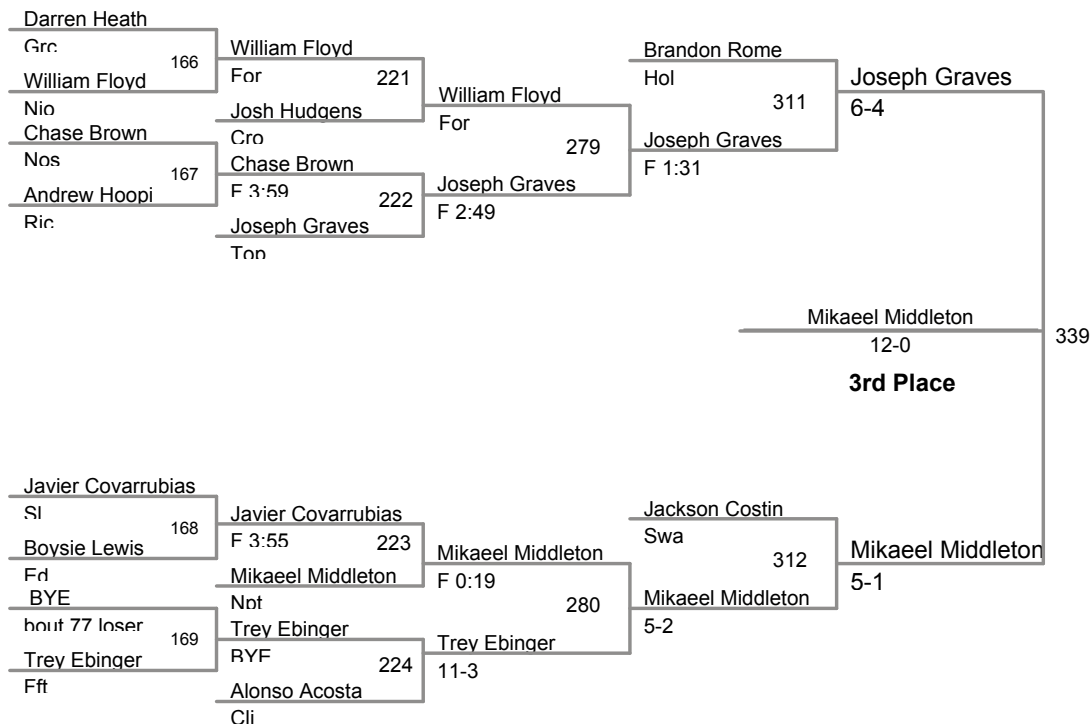 Darren Heath
Grc
166
William Floyd
Nio
Chase Brown
Nos
167
Andrew Hoopi
Ric
William Floyd
For
221
Josh Hudgens
Cro
Chase Brown
F 3:59
222
Joseph Graves
Top
William Floyd
For
279
Joseph Graves
F 2:49
Brandon Rome
Hol
311
Joseph Graves
F 1:31
Joseph Graves
6-4
Mikaeel Middleton
12-0
3rd Place
339
Javier Covarrubias
168
Boysie Lewis
Ed
BYE
bout 77 loser
169
Trey Ebinger
Fft
Javier Covarrubias
F 3:55
223
Mikaeel Middleton
Npt
Trey Ebinger
BYE
224
Alonso Acosta
Mikaeel Middleton
F 0:19
280
Trey Ebinger
11-3
Jackson Costin
Swa
312
Mikaeel Middleton
5-2
Mikaeel Middleton
5-1